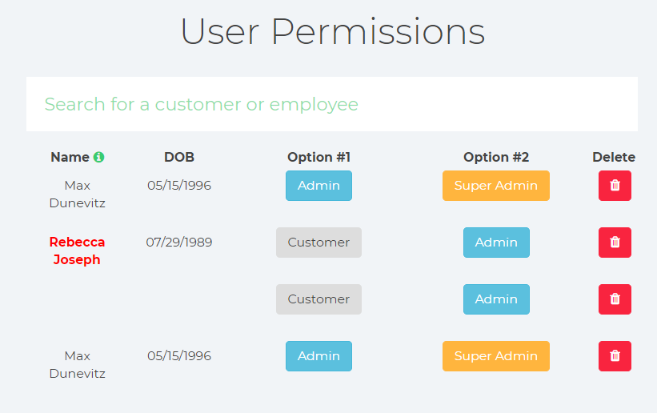 User Permissions
Search for a customer or employee
Name DOB Option #1 Option #2 Delete
Max 05/15/1996 Admin Super Admin
Dunevitz
Rebecca 07/29/1989 Customer Admin
Joseph
Customer Admin
Max 05/15/1996 Admin Super Admin
Dunevitz